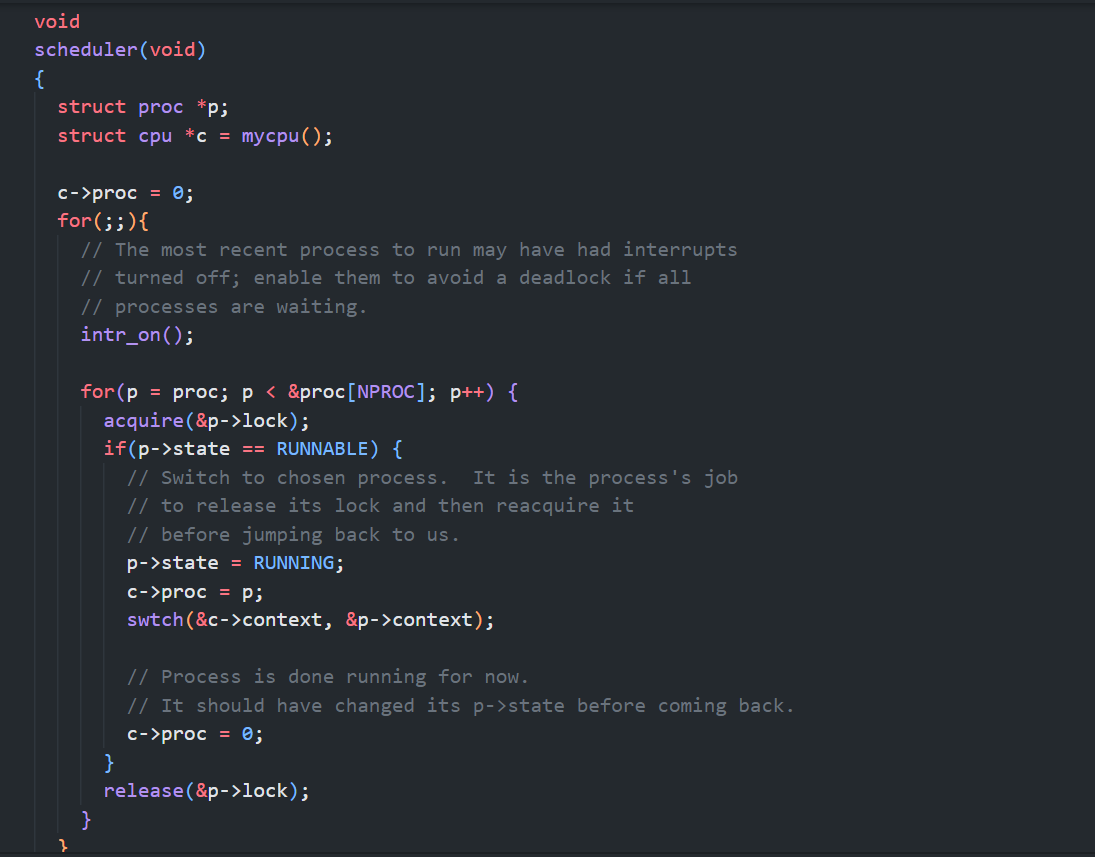 void
scheduler(void)
{
  struct proc *p;
  struct cpu *c = mycpu();

  c->proc = 0;
  for(;;){
    // The most recent process to run may have had interrupts
    // turned off; enable them to avoid a deadlock if all
    // processes are waiting.
    intr_on();

    for(p = proc; p < &proc[NPROC]; p++) {
      acquire(&p->lock);
      if(p->state == RUNNABLE) {
        // Switch to chosen process.  It is the process's job
        // to release its lock and then reacquire it
        // before jumping back to us.
        p->state = RUNNING;
        c->proc = p;
        swtch(&c->context, &p->context);

        // Process is done running for now.
        // It should have changed its p->state before coming back.
        c->proc = 0;
      }
      release(&p->lock);
    }
  }